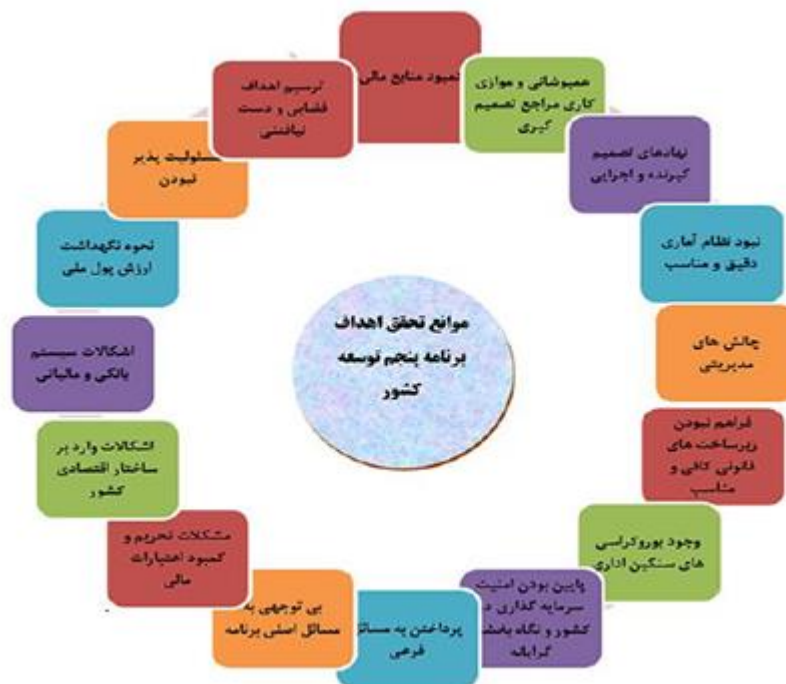 کمبود منابع مالی
همپوشانی و موازی
کاری مراجع تصمیم
گیری
نهادهای تصمیم
گیرنده و اجرایی
نبود نظام آماری
دقیق و مناسب
چالش های
مدیریتی
فراهم نبودن
زیرساخت های
قانونی کافی و
مناسب
وجود بوروکراسی
های سنگین اداری
پایین بودن امنیت
سرمایه گذاری د
کشور و نگاه بخشی
گرایانه
پرداختن به مسائل
فرعی
بی توجهی به
مسائل اصلی برنامه
مشکلات تحریم و
کمبود اعتبارات
مالی
اشکالات وارد بر
ساختار اقتصادی
کشور
اشکالات سیستم
بانکی و مالیاتی
نحوه نگهداشت
ارزش پول ملی
مسئولیت پذیر
نبودن
ترسیم اهداف
فضایی و دست
نیافتنی
موانع تحقق اهداف
برنامه پنجم توسعه
کشور